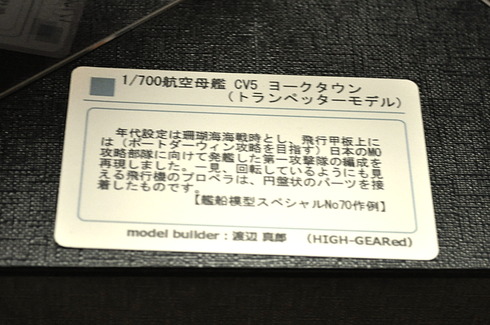 1/700航空母艦 CV5 ヨークタウン
(トランペッターモデル)
年代設定は珊瑚海海戦時とし、飛行甲板上に
は(ポートダーウィン攻略を目指す)日本のMO
攻略部隊に向けて発艦した第一攻撃隊の編成を
再現しました。一見、回転しているようにも見
える飛行機のプロペラは、円盤状のパーツを接
着したものです。
【艦船模型スペシャルNo70作例】
model builder:渡辺 真郎 (HIGH-GEARed)